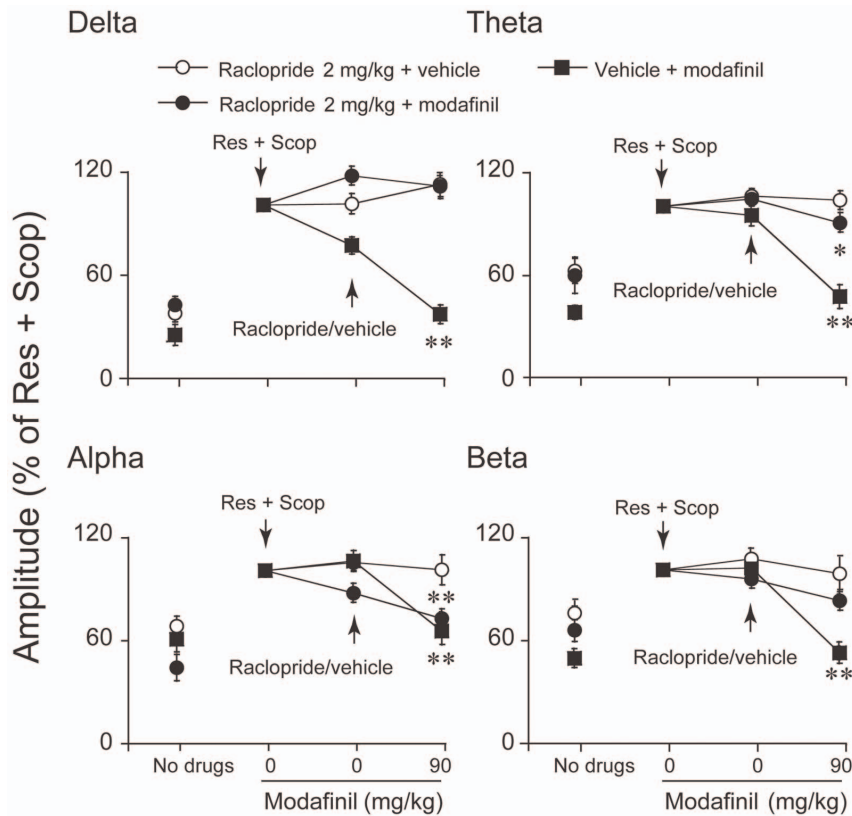 Delta
Theta
Raclopride 2 mg/kg + vehicle
Vehicle + modafinil
Raclopride 2 mg/kg + modafinil
Amplitude (% of Res + Scop)
Res + Scop
120
60
0
Raclopride/vehicle
**
Res + Scop
120
60
0
Raclopride/vehicle
*
**
Alpha
Beta
Res + Scop
120
60
0
Raclopride/vehicle
**
**
No drugs 0 0 90
Modafinil (mg/kg)
Res + Scop
120
60
0
Raclopride/vehicle
**
No drugs 0 0 90
Modafinil (mg/kg)